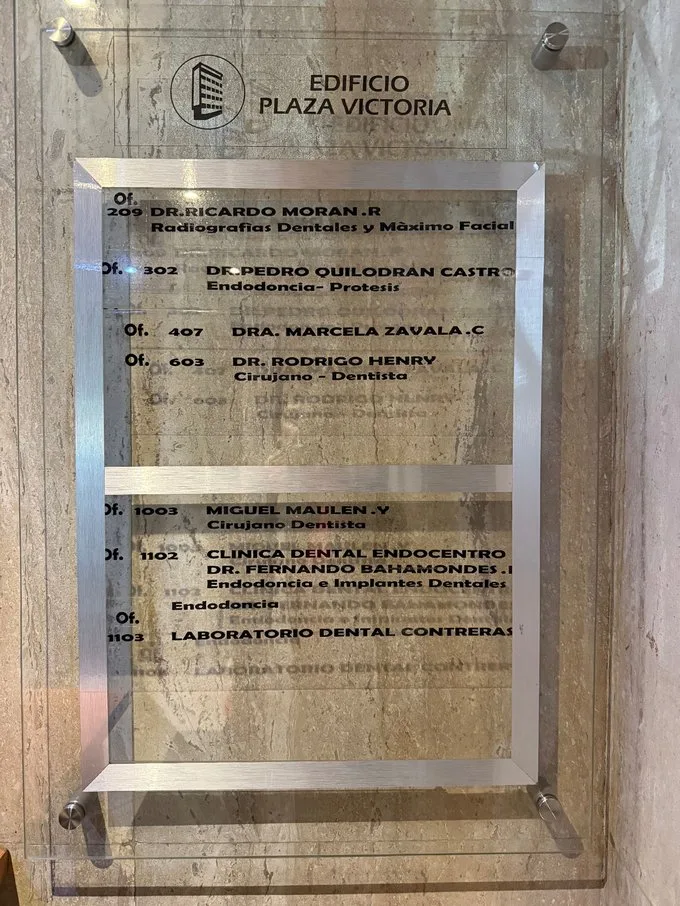 EDIFICIO
PLAZA VICTORIA
Of.
209 DR.RICARDO MORAN.R
Radiografias Dentales y Màximo Facial
Of. 302 DR.PEDRO QUILODRÀN CASTRO
Endodoncia- Protesis
Of. 407 DRA. MARCELA ZAVALA.C
Of. 603 DR. RODRIGO HENRY
Cirujano - Dentista
Of. 1003 MIGUEL MAULEN.Y
Cirujano Dentista
Of. 1102 CLINICA DENTAL ENDOCENTRO
DR. FERNANDO BAHAMONDES.
Endodoncia e Implantes Dentales
Endodoncia
Of.
1103 LABORATORIO DENTAL CONTRERAS